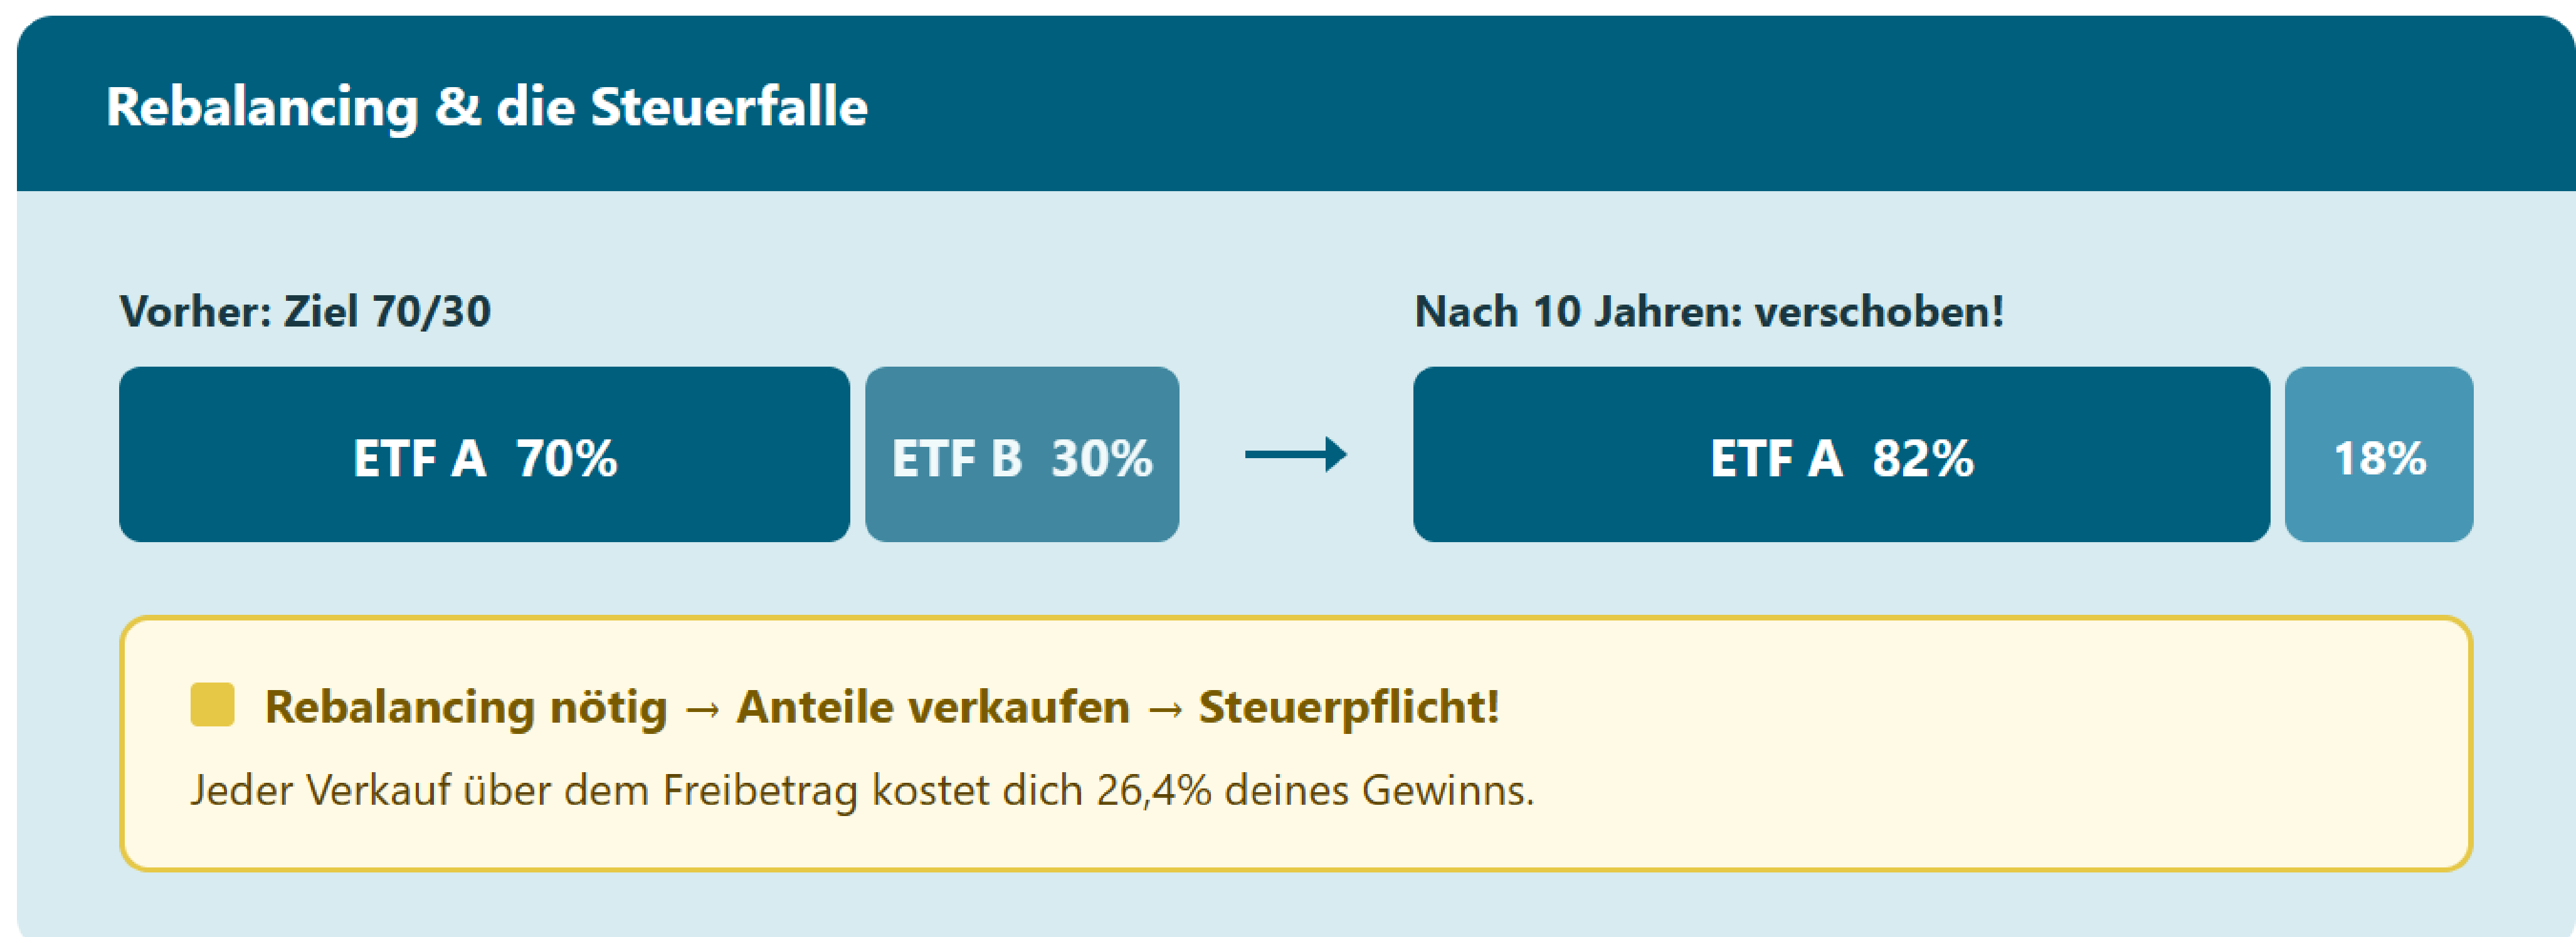 Rebalancing & die Steuerfalle
Vorher: Ziel 70/30
Nach 10 Jahren: verschoben!
ETF A 70%
ETF B 30%
ETF A 82%
18%
Rebalancing nötig → Anteile verkaufen → Steuerpflicht!
Jeder Verkauf über dem Freibetrag kostet dich 26,4% deines Gewinns.